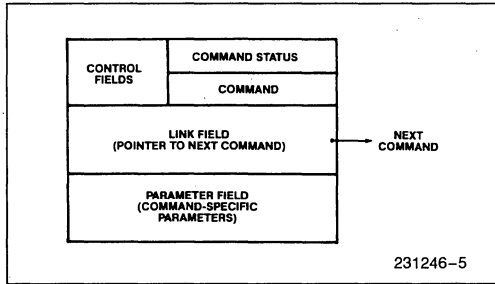 CONTROL
FIELDS
COMMAND STATUS
COMMAND
LINK FIELD
(POINTER TO NEXT COMMAND)
NEXT
COMMAND
PARAMETER FIELD
(COMMAND-SPECIFIC
PARAMETERS)
231246-5